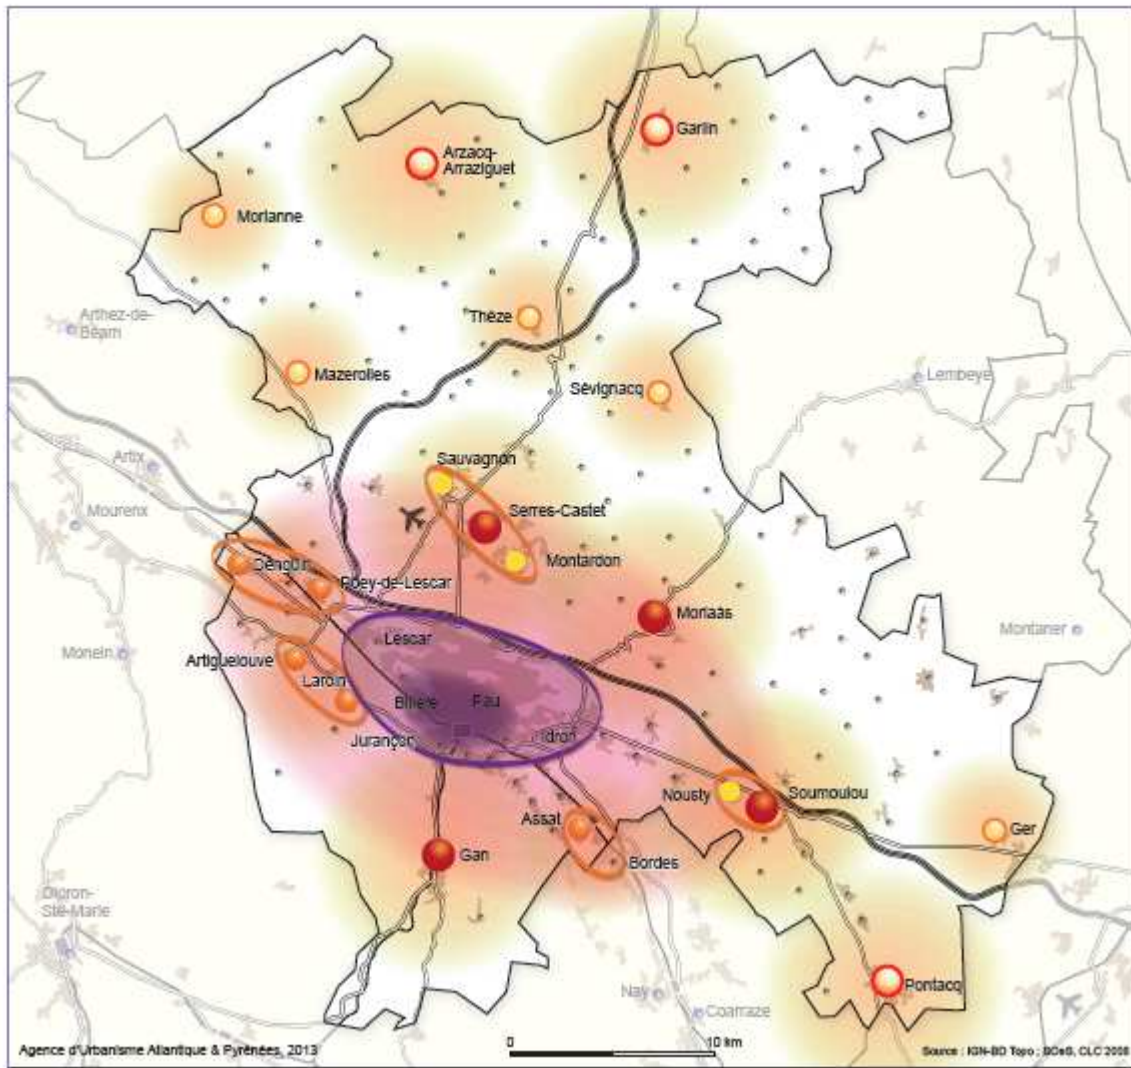 Garlin
Arzacq-
Arraziguet
Morlanne
Arthez-de-
Béarn
Thèze
Mazerolles
Sévignacq
Lembeye
Artix
Sauvagnon
Mourenx
Serres-Castet
Montardon
Denguin
Poey-de-Lescar
Morlaàs
Montaner
Monein
Lescar
Artiguelouve
Laroin
Billère
Pau
Jurançon
Idron
Nousty
Soumoulou
Assat
Ger
Gan
Bordes
Oloron-
Ste-Marie
Pontacq
Nay
Coarraze
Agence d'Urbanisme Atlantique & Pyrénées, 2013
0
10 km
Source : IGN-BD Topo ; SOeS, CLC 2006